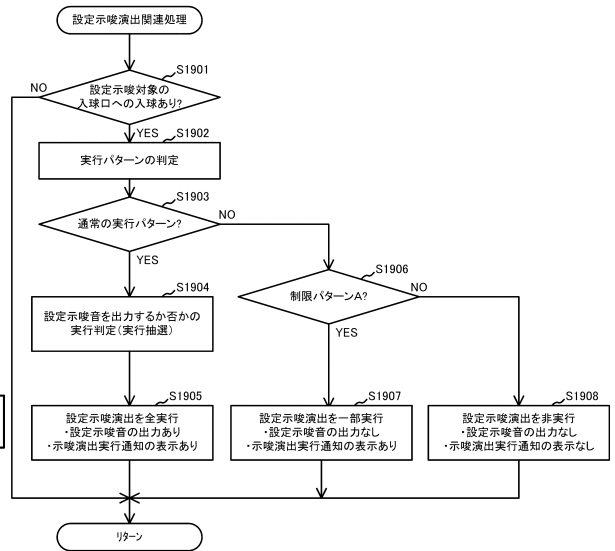 設定示唆演出関連処理
S1901
NO
設定示唆対象の
入球口への入球あり?
YES
S1902
実行パターンの判定
S1903
通常の実行パターン?
NO
YES
S1904
設定示唆音を出力するか否かの
実行判定(実行抽選)
S1906
制限パターンA?
NO
YES
S1905
設定示唆演出を全実行
・設定示唆音の出力あり
・示唆演出実行通知の表示あり
S1907
設定示唆演出を一部実行
・設定示唆音の出力なし
・示唆演出実行通知の表示あり
S1908
設定示唆演出を非実行
・設定示唆音の出力なし
・示唆演出実行通知の表示なし
リターン